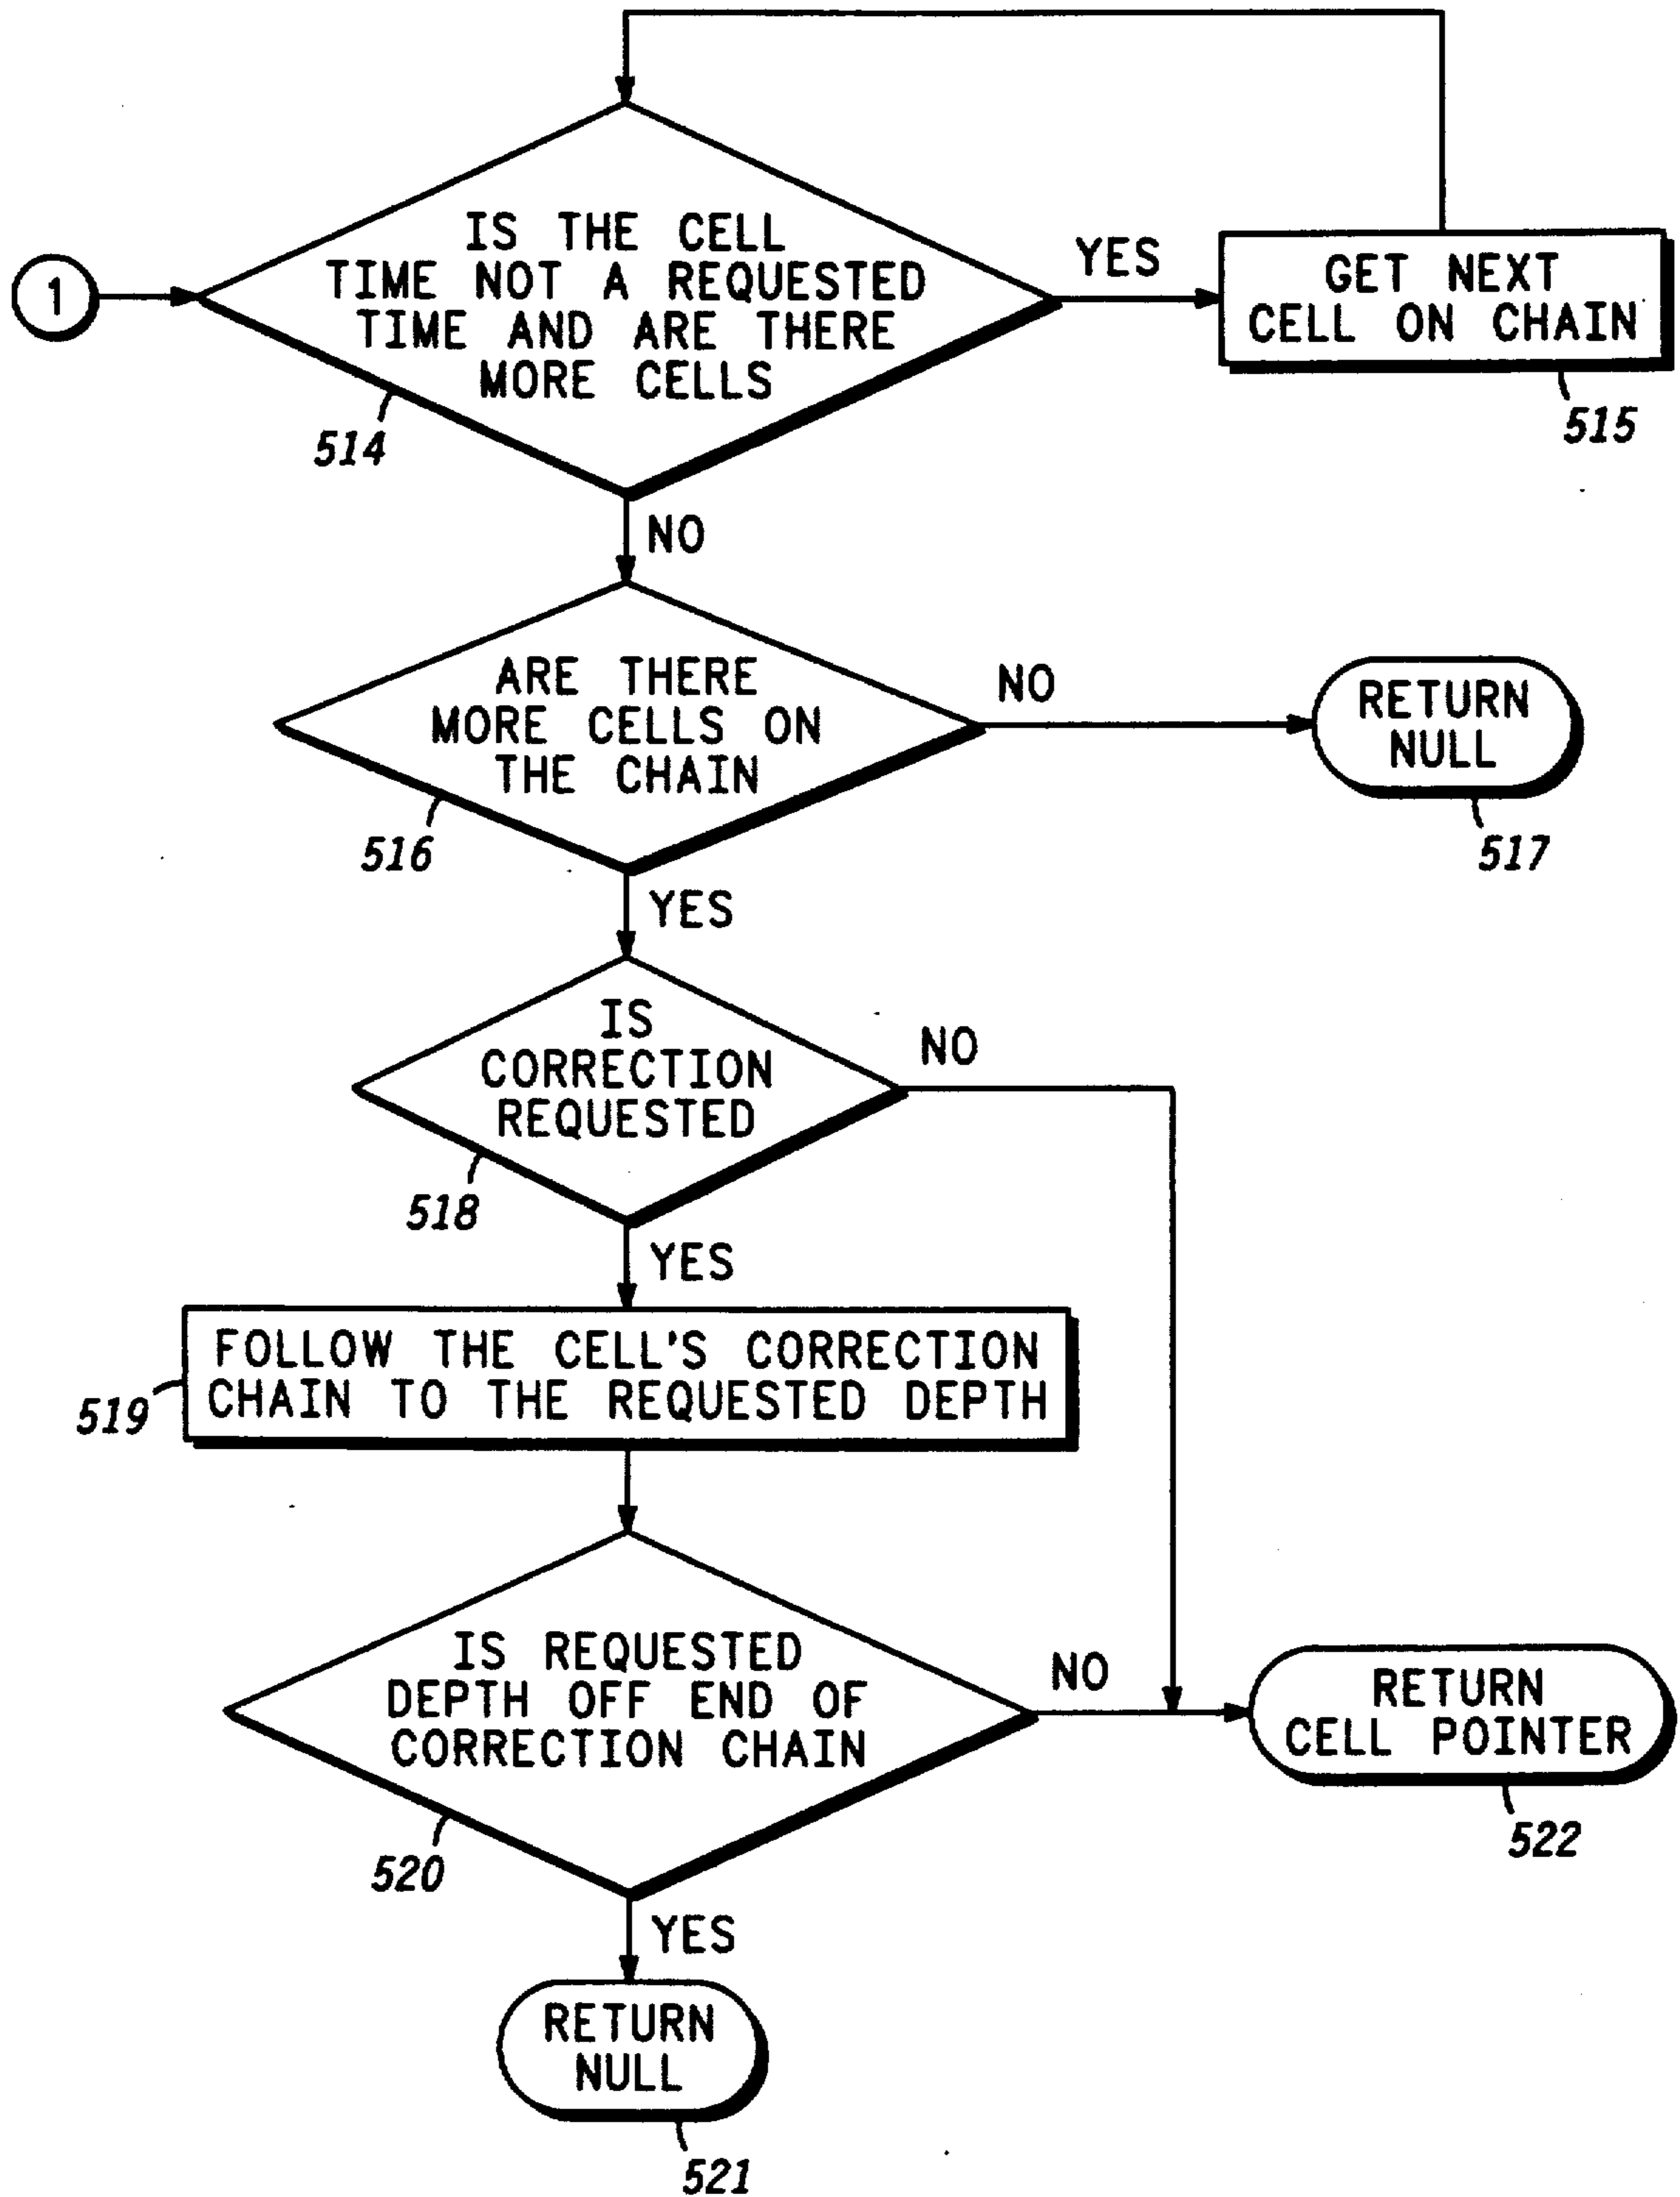 1
IS THE CELL
TIME NOT A REQUESTED
TIME AND ARE THERE
MORE CELLS
514
YES
GET NEXT
CELL ON CHAIN
515
NO
ARE THERE
MORE CELLS ON
THE CHAIN
516
NO
RETURN
NULL
517
YES
IS
CORRECTION
REQUESTED
518
NO
YES
FOLLOW THE CELL'S CORRECTION
CHAIN TO THE REQUESTED DEPTH
519
IS REQUESTED
DEPTH OFF END OF
CORRECTION CHAIN
520
NO
RETURN
CELL POINTER
522
YES
RETURN
NULL
521